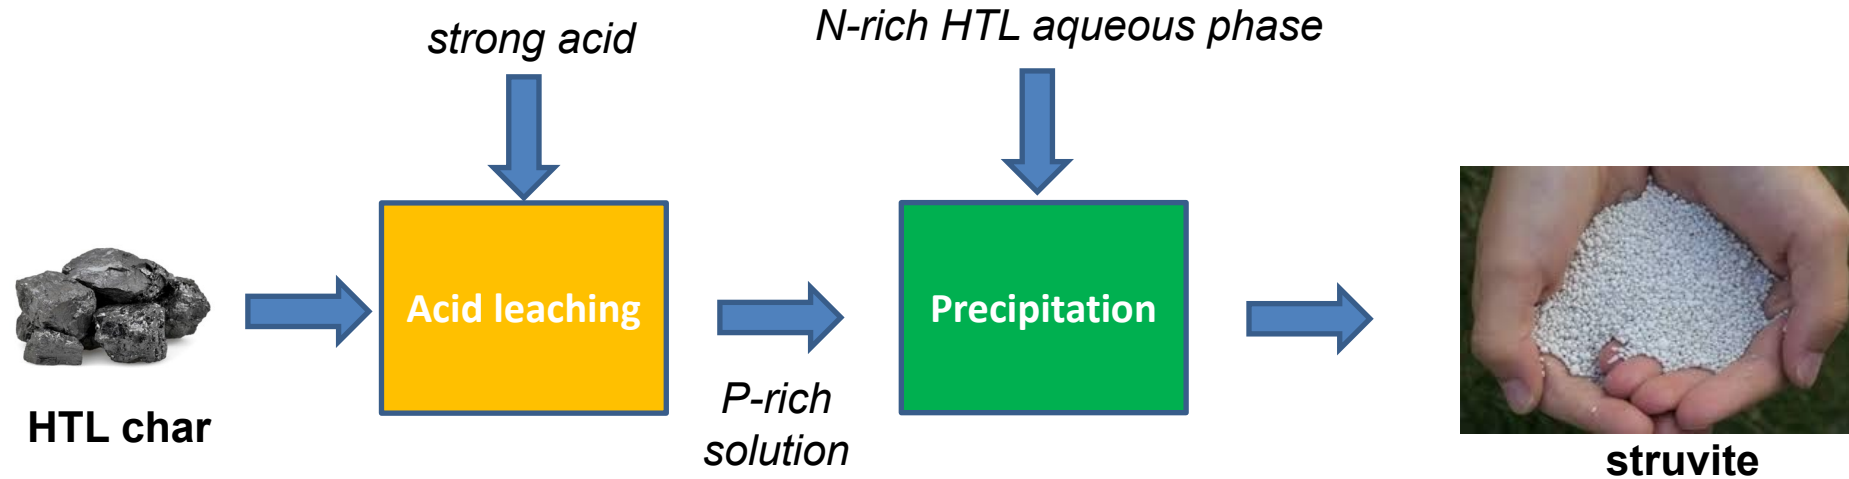 strong acid
N-rich HTL aqueous phase
Acid leaching
Precipitation
P-rich
solution
HTL char
struvite